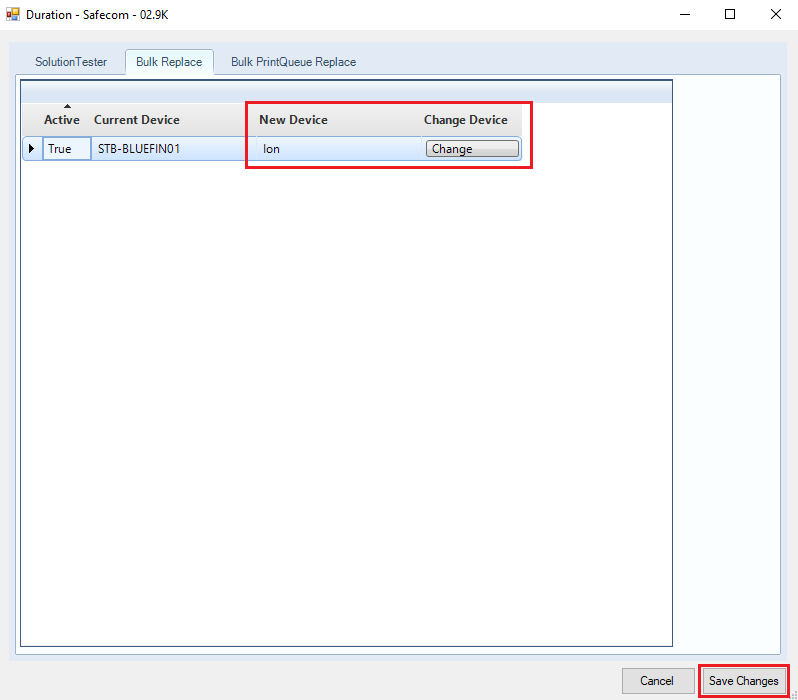 Duration - Safecom - 02.9K
SolutionTester Bulk Replace Bulk PrintQueue Replace
Active Current Device New Device Change Device
True STB-BLUEFIN01 Ion Change
Cancel Save Changes